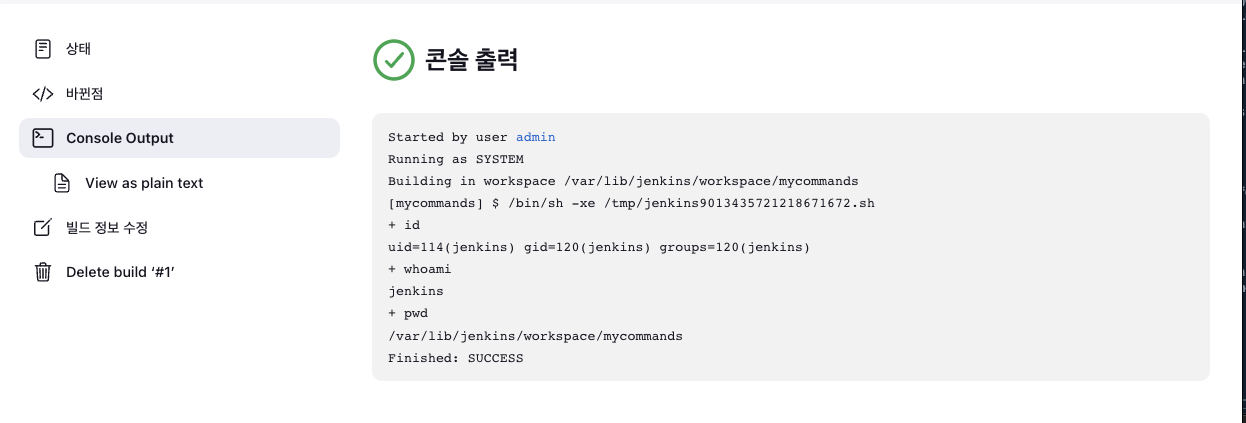 상태
바뀐점
Console Output
View as plain text
빌드 정보 수정
Delete build ‘#1’
콘솔 출력
Started by user admin
Running as SYSTEM
Building in workspace /var/lib/jenkins/workspace/mycommands
[mycommands] $ /bin/sh -xe /tmp/jenkins9013435721218671672.sh
+ id
uid=114(jenkins) gid=120(jenkins) groups=120(jenkins)
+ whoami
jenkins
+ pwd
/var/lib/jenkins/workspace/mycommands
Finished: SUCCESS